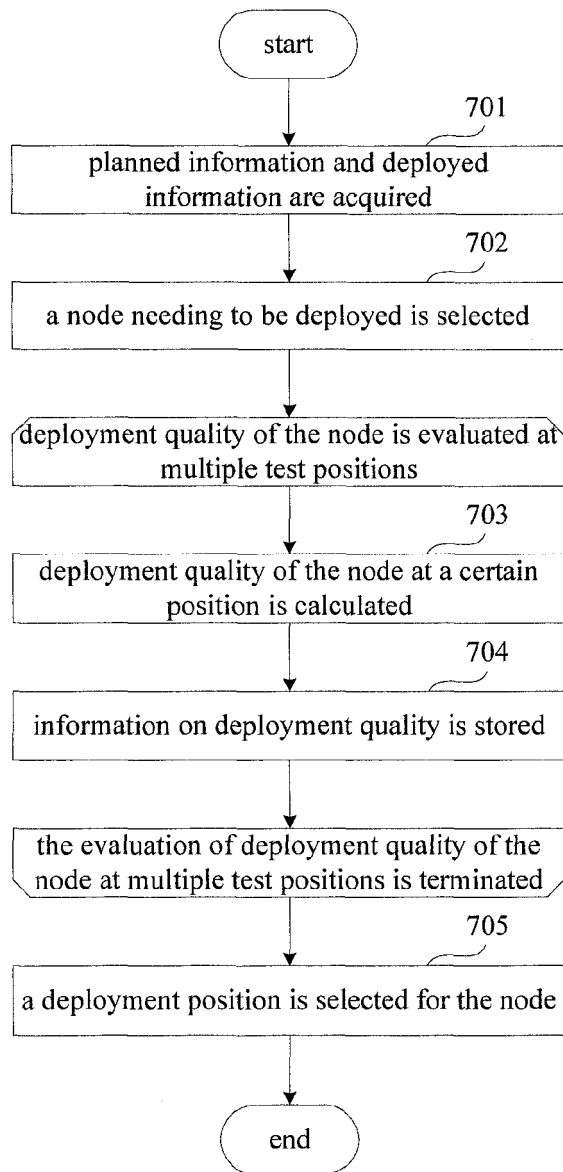 start
701
planned information and deployed
information are acquired
702
a node needing to be deployed is selected
deployment quality of the node is evaluated at
multiple test positions
703
deployment quality of the node at a certain
position is calculated
704
information on deployment quality is stored
the evaluation of deployment quality of the
node at multiple test positions is terminated
705
a deployment position is selected for the node
end